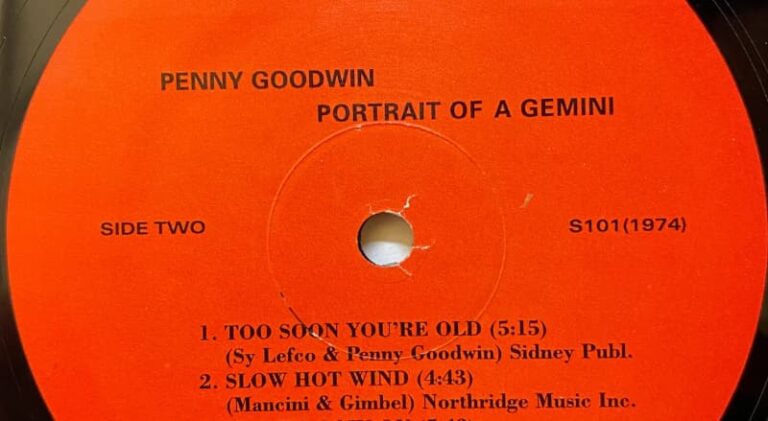 PENNY GOODWIN
PORTRAIT OF A GEMINI
SIDE TWO
S101(1974)
1. TOO SOON YOU'RE OLD (5:15)
(Sy Lefco & Penny Goodwin) Sidney Publ.
2. SLOW HOT WIND (4:43)
(Mancini & Gimbel) Northridge Music Inc.